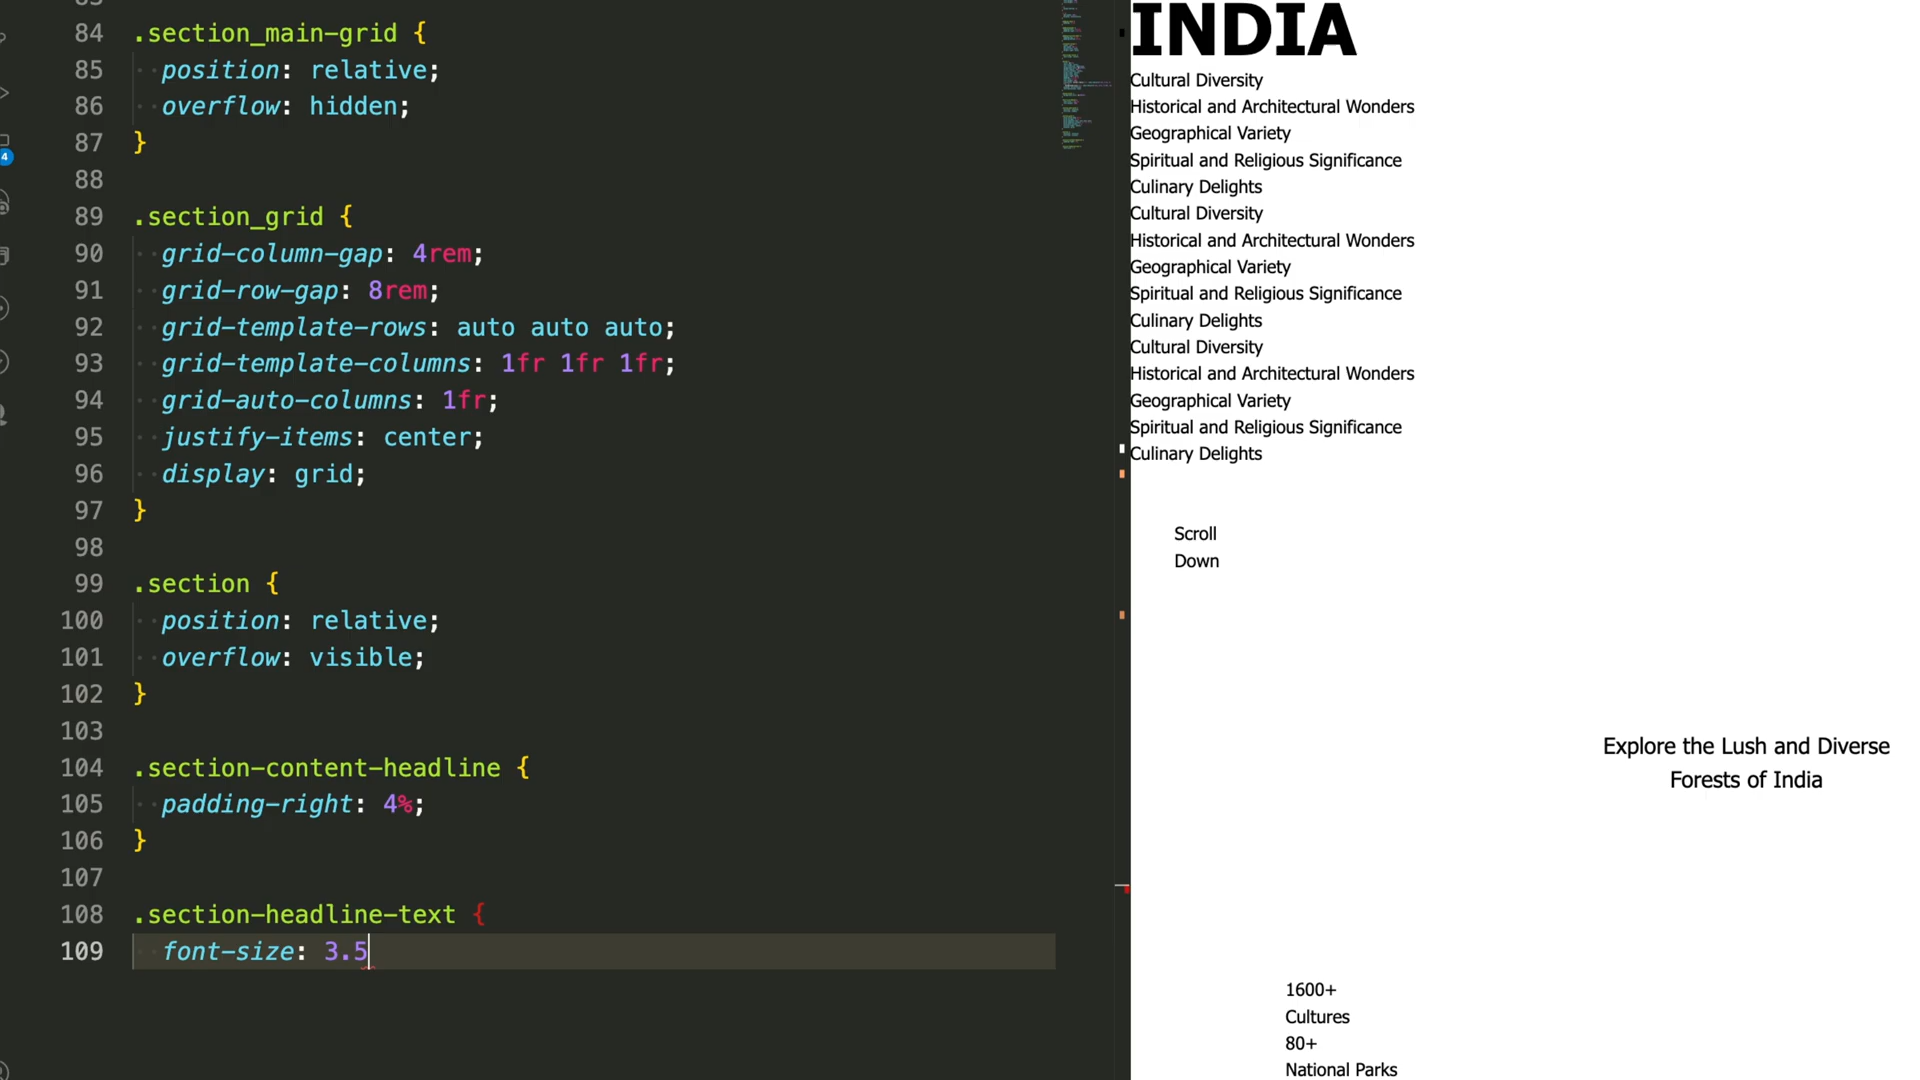 84 .section_main-grid {
85 position: relative;
86 overflow: hidden;
87 }
88
89 .section_grid {
90 grid-column-gap: 4rem;
91 grid-row-gap: 8rem;
92 grid-template-rows: auto auto auto;
93 grid-template-columns: 1fr 1fr 1fr;
94 grid-auto-columns: 1fr;
95 justify-items: center;
96 display: grid;
97 }
98
99 .section {
100 position: relative;
101 overflow: visible;
102 }
103
104 .section-content-headline {
105 padding-right: 4%;
106 }
107
108 .section-headline-text {
109 font-size: 3.5
4
INDIA
Cultural Diversity
Historical and Architectural Wonders
Geographical Variety
Spiritual and Religious Significance
Culinary Delights
Cultural Diversity
Historical and Architectural Wonders
Geographical Variety
Spiritual and Religious Significance
Culinary Delights
Cultural Diversity
Historical and Architectural Wonders
Geographical Variety
Spiritual and Religious Significance
Culinary Delights
Scroll
Down
Explore the Lush and Diverse
Forests of India
1600+
Cultures
80+
National Parks